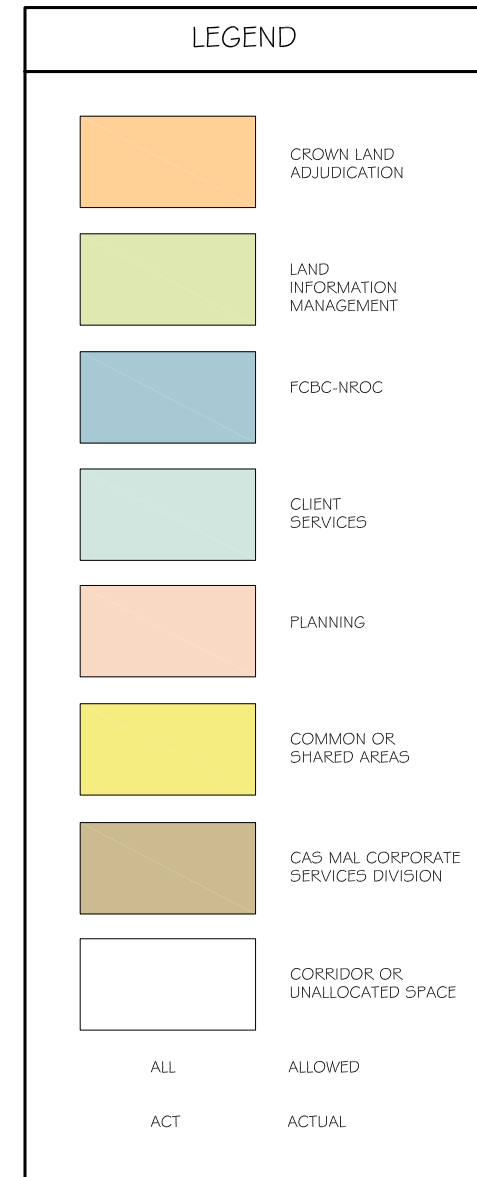 LEGEND
CROWN LAND
ADJUDICATION
LAND
INFORMATION
MANAGEMENT
FCBC-NROC
CLIENT
SERVICES
PLANNING
COMMON OR
SHARED AREAS
CAS MAL CORPORATE
SERVICES DIVISION
CORRIDOR OR
UNALLOCATED SPACE
ALL ALLOWED
ACT ACTUAL